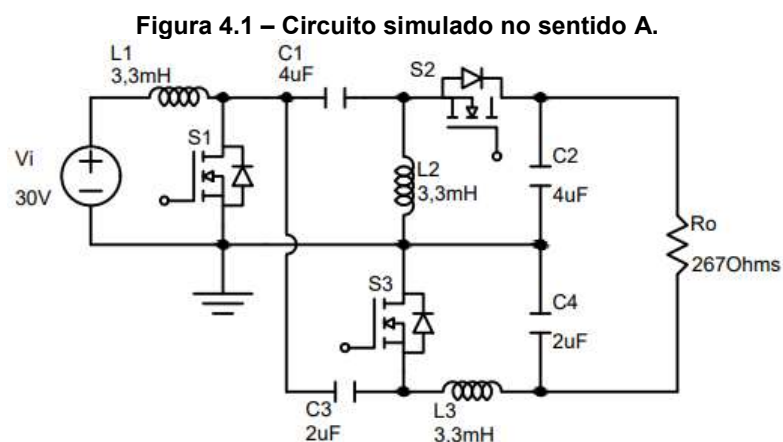 Figura 4.1 – Circuito simulado no sentido A.
L1
3,3mH
C1
4uF
S2
S1
Vi
30V
L2
3,3mH
C2
4uF
Ro
267Ohms
S3
C4
2uF
C3
2uF
L3
3,3mH